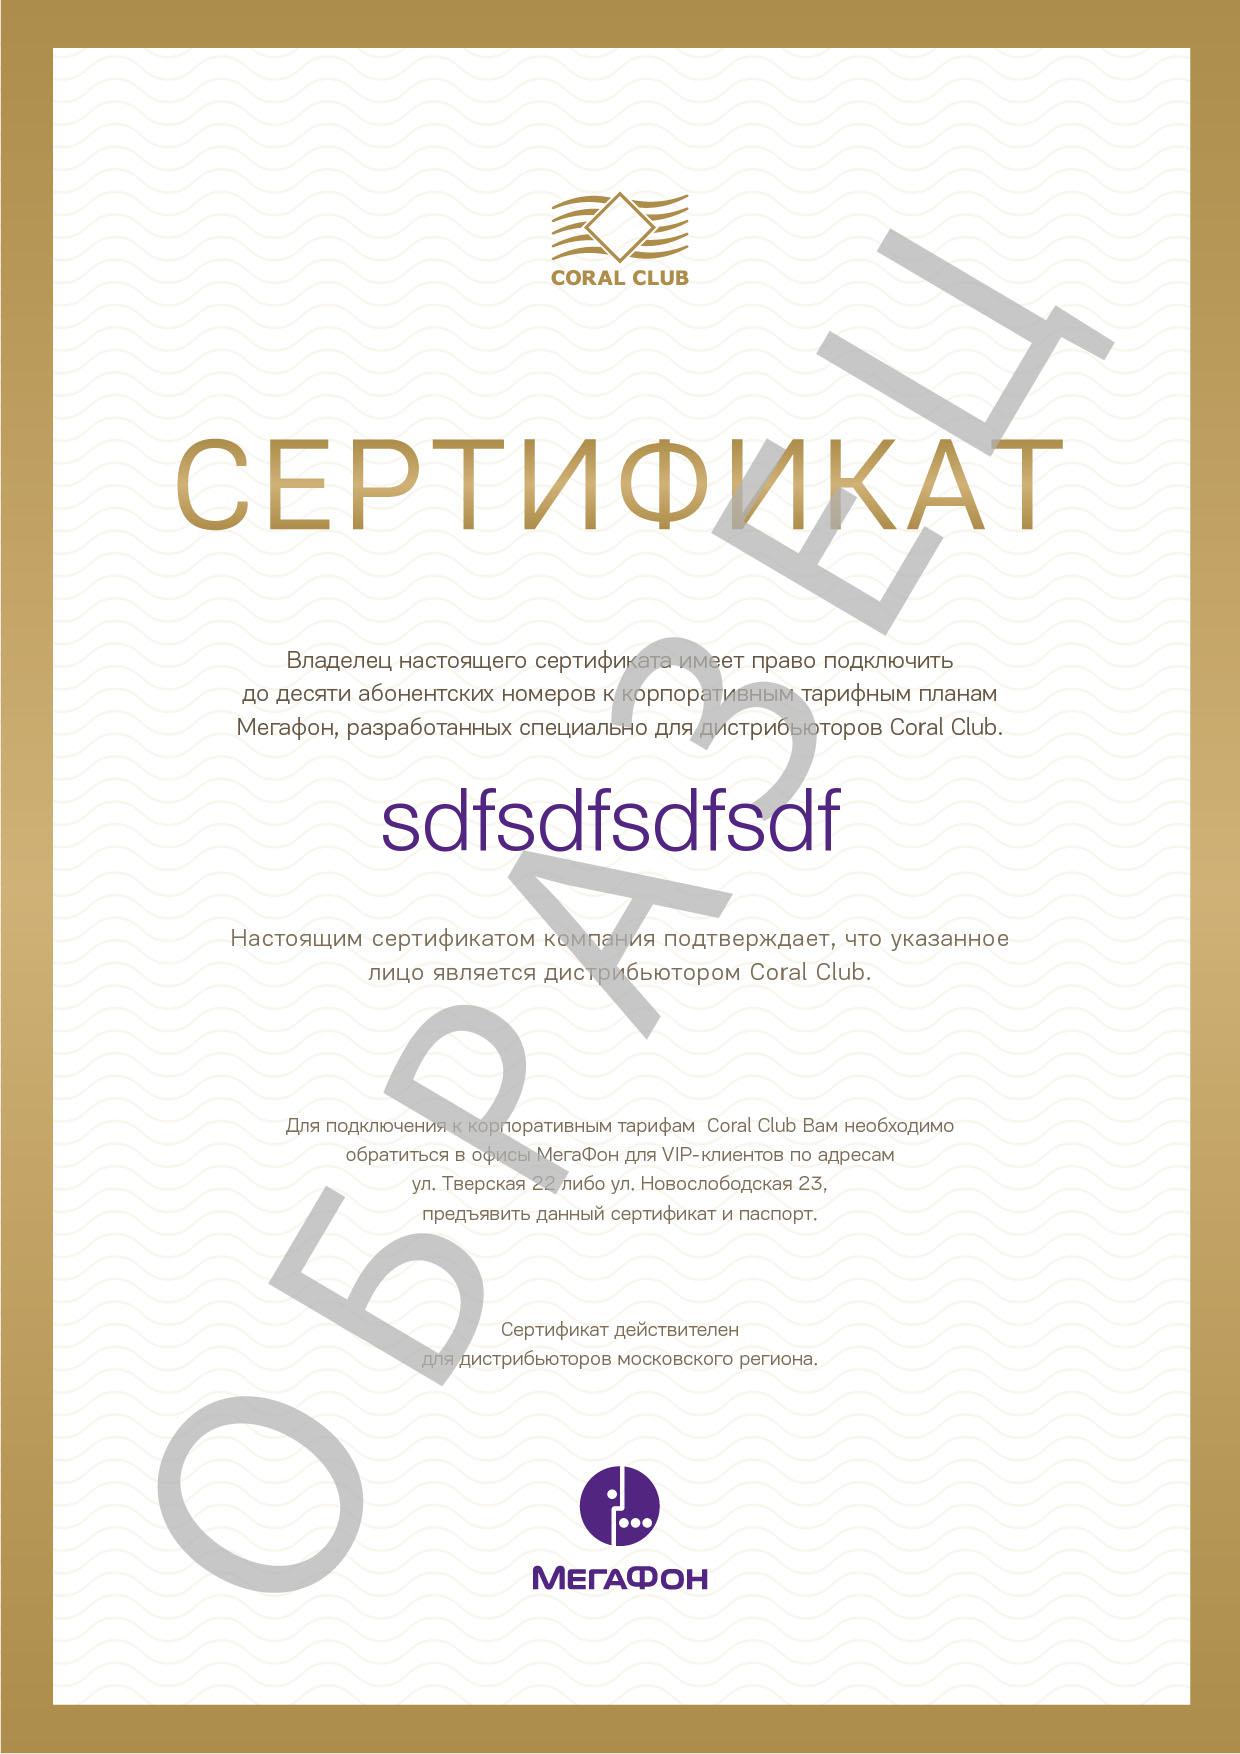 CORAL CLUB
СЕРТИФИКАТ
Владелец настоящего сертификата имеет право подключить
до десяти абонентских номеров к корпоративным тарифным планам
Мегафон, разработанных специально для дистрибьюторов Coral Club.
sdfsdfsdfsdf
Настоящим сертификатом компания подтверждает, что указанное
лицо является дистрибьютором Coral Club.
Для подключения к корпоративным тарифам Coral Club Вам необходимо
обратиться в офисы МегаФон для VIP-клиентов по адресам
ул. Тверская 22 либо ул. Новослободская 23,
предъявить данный сертификат и паспорт.
Сертификат действителен
для дистрибьюторов московского региона.
МЕГАФОН
ОБРАЗЕЦ